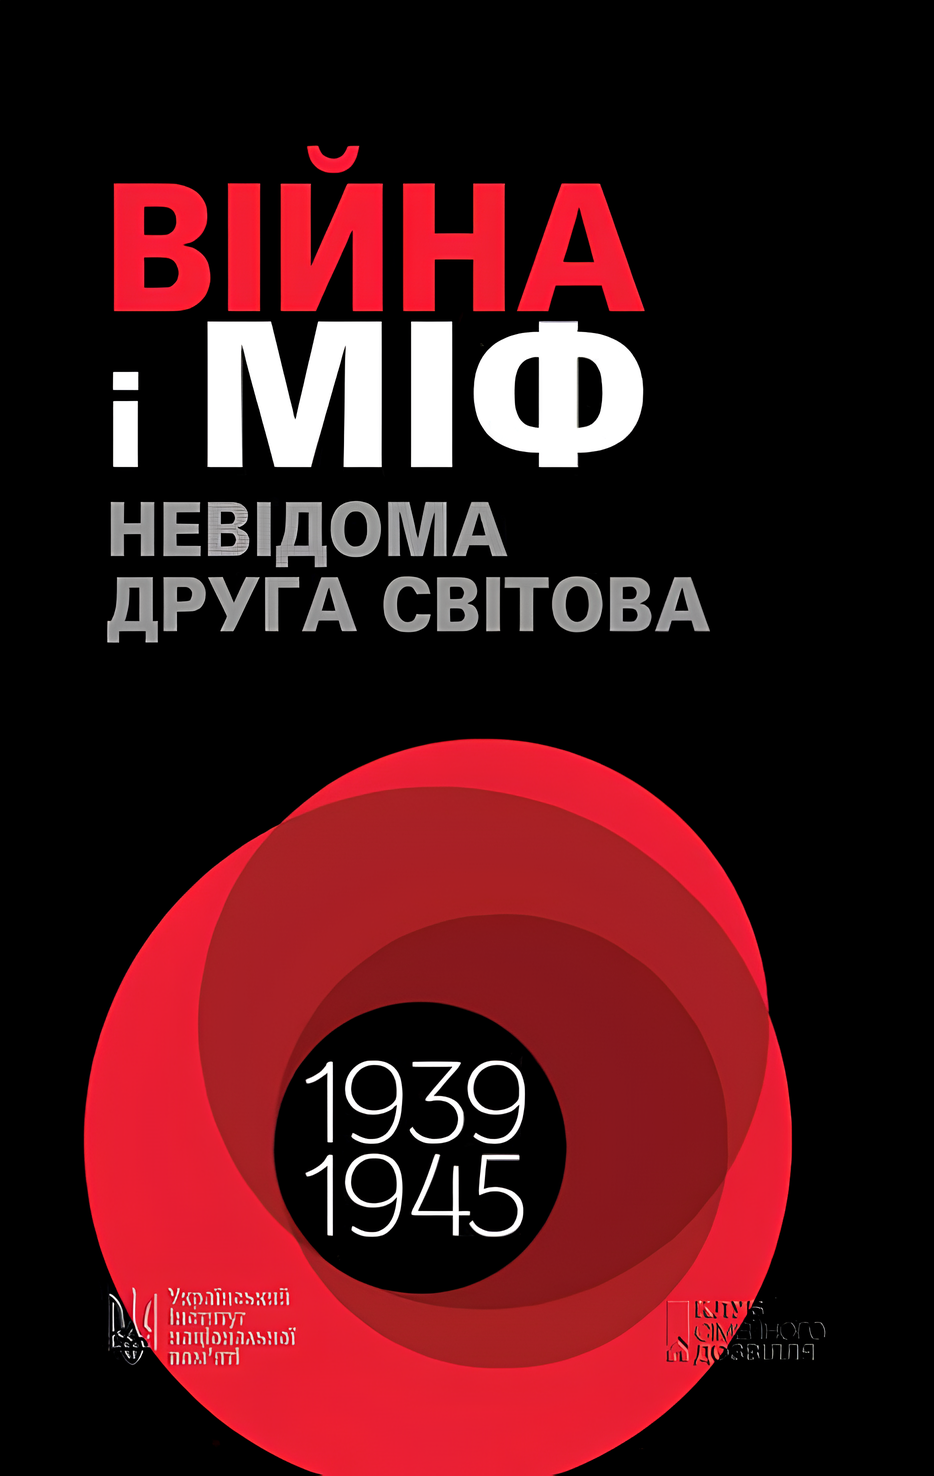 ВІЙНА
і МІФ
НЕВІДОМА
ДРУГА СВІТОВА
1939
1945
Український
інститут
національної
пам'яті
КЛУБ
СІМЕЙНОГО
ДОЗВІЛЛЯ